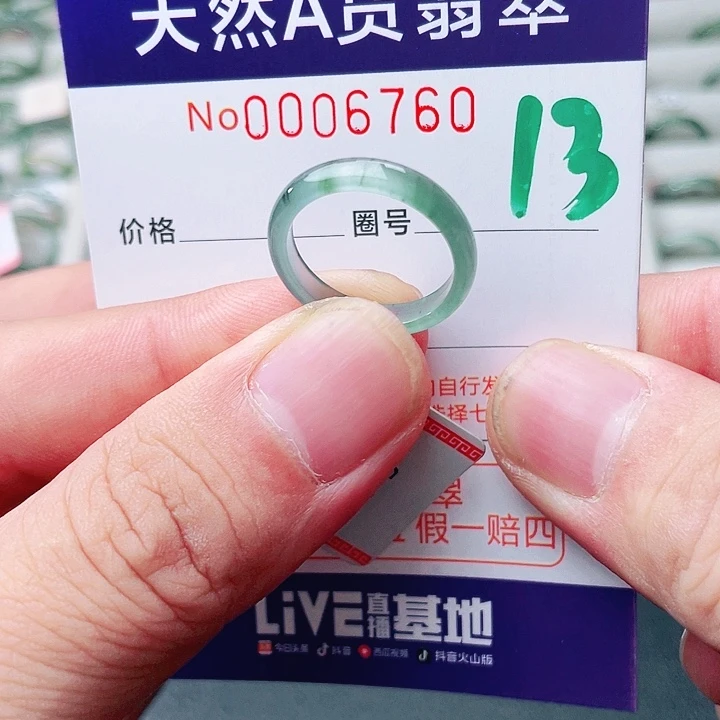 天然A货翡翠
No0006760
13
价格 圈号
自行发
选择七
翠
假一赔四
LiVE直播基地
今日头条 抖音 西瓜视频 抖音火山版